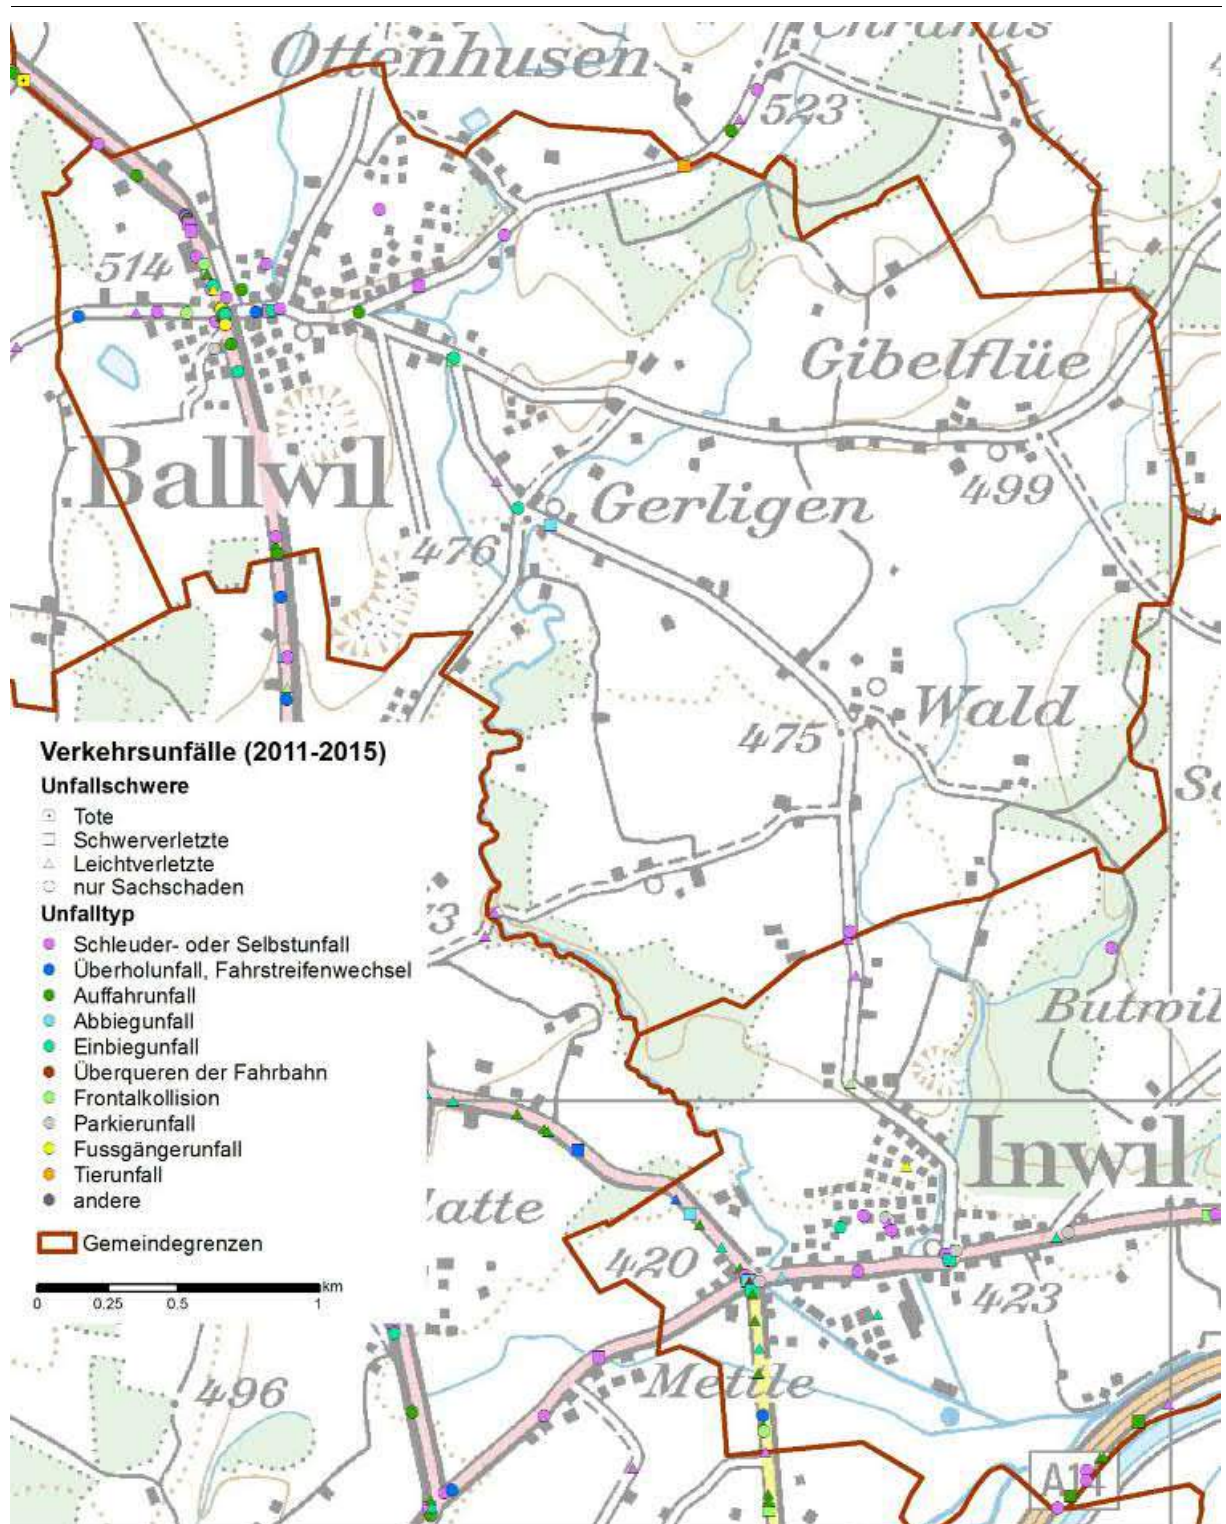 Ottenhusen
523
514
Gibelflüe
Ballwil
499
Gerligen
476
Wald
475
Verkehrsunfälle (2011-2015)
Unfallschwere
Tote
Schwerverletzte
Leichtverletzte
nur Sachschaden
Unfalltyp
Schleuder- oder Selbstunfall
Überholunfall, Fahrstreifenwechsel
Auffahrunfall
Abbiegunfall
Einbiegunfall
Überqueren der Fahrbahn
Frontalkollision
Parkierunfall
Fussgängerunfall
Tierunfall
andere
Gemeindegrenzen
km
0 0.25 0.5 1
Butwil
Inwil
latte
420
423
Mettle
496
A14